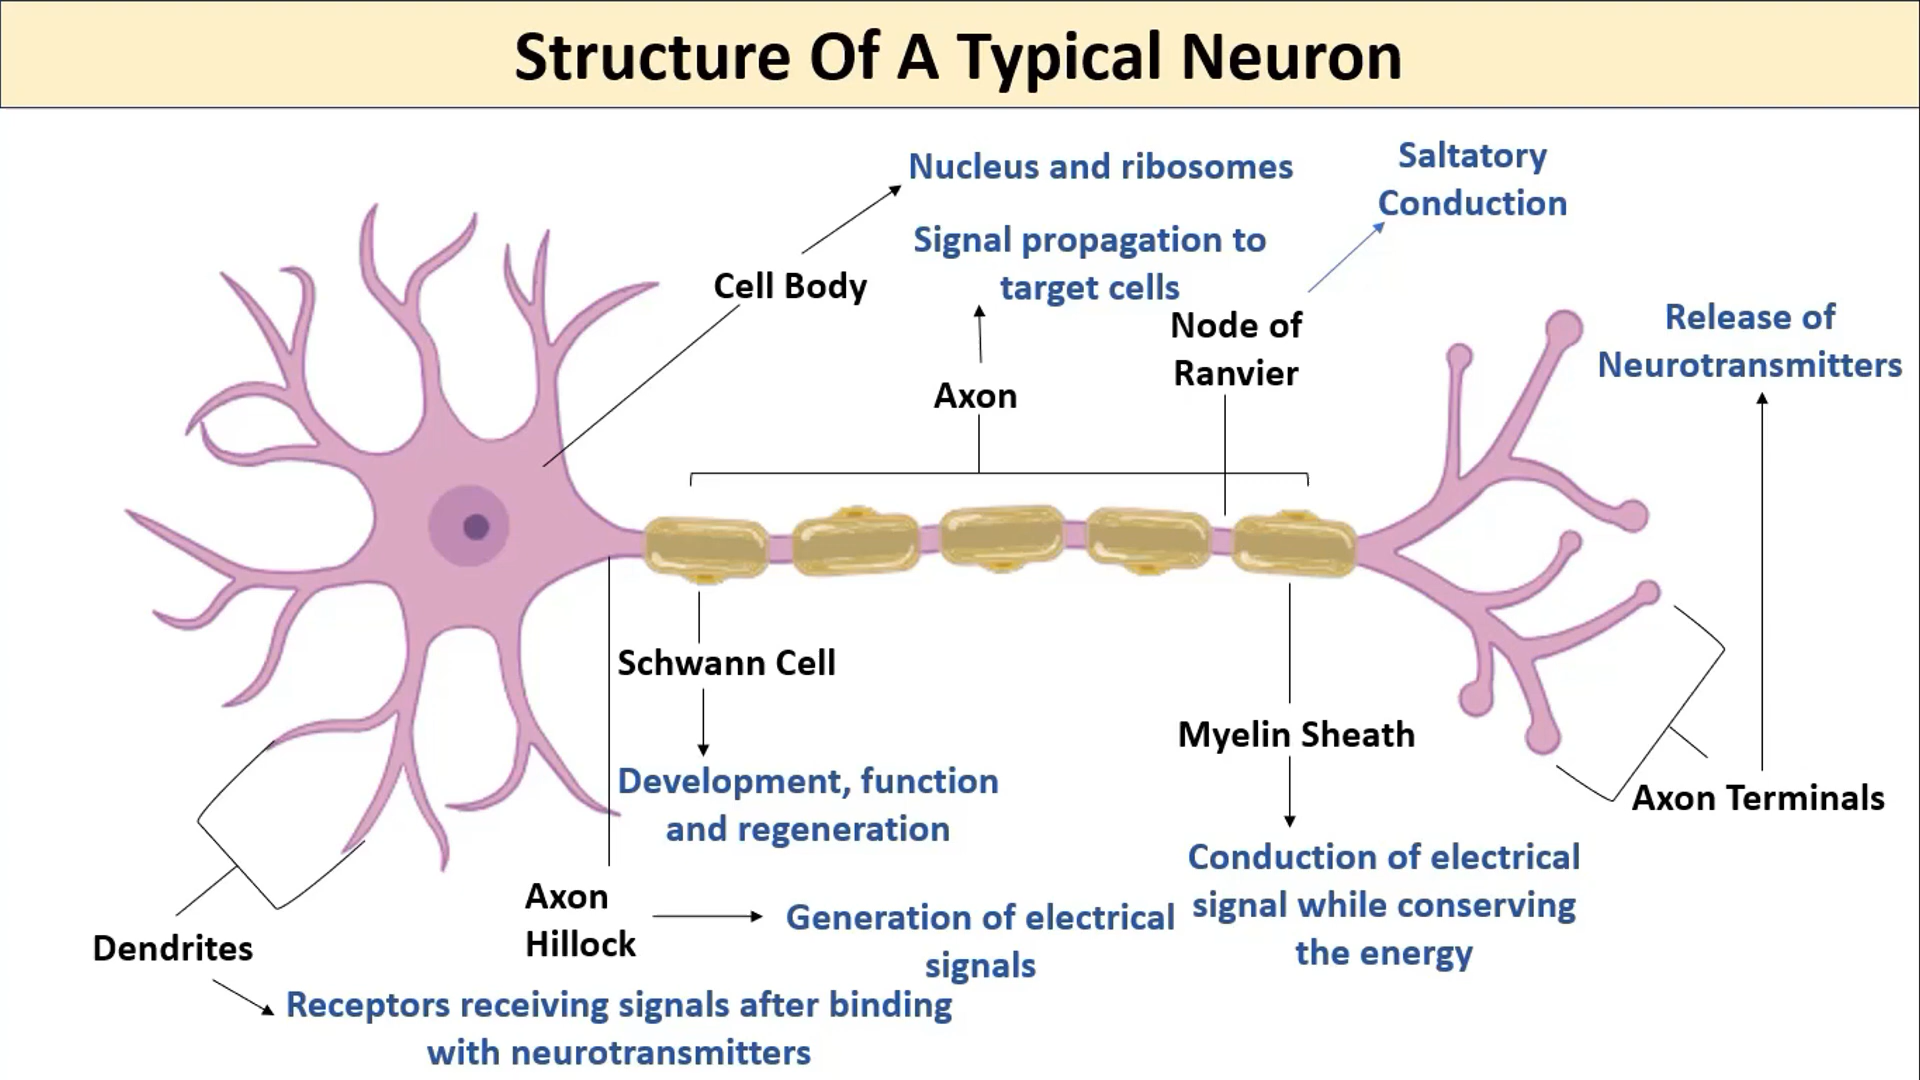 Structure Of A Typical Neuron
Nucleus and ribosomes
Saltatory
Conduction
Signal propagation to
target cells
Cell Body
Node of
Ranvier
Release of
Neurotransmitters
Axon
Schwann Cell
Myelin Sheath
Development, function
and regeneration
Axon Terminals
Conduction of electrical
signal while conserving
the energy
Axon
Hillock
Generation of electrical
signals
Dendrites
Receptors receiving signals after binding
with neurotransmitters